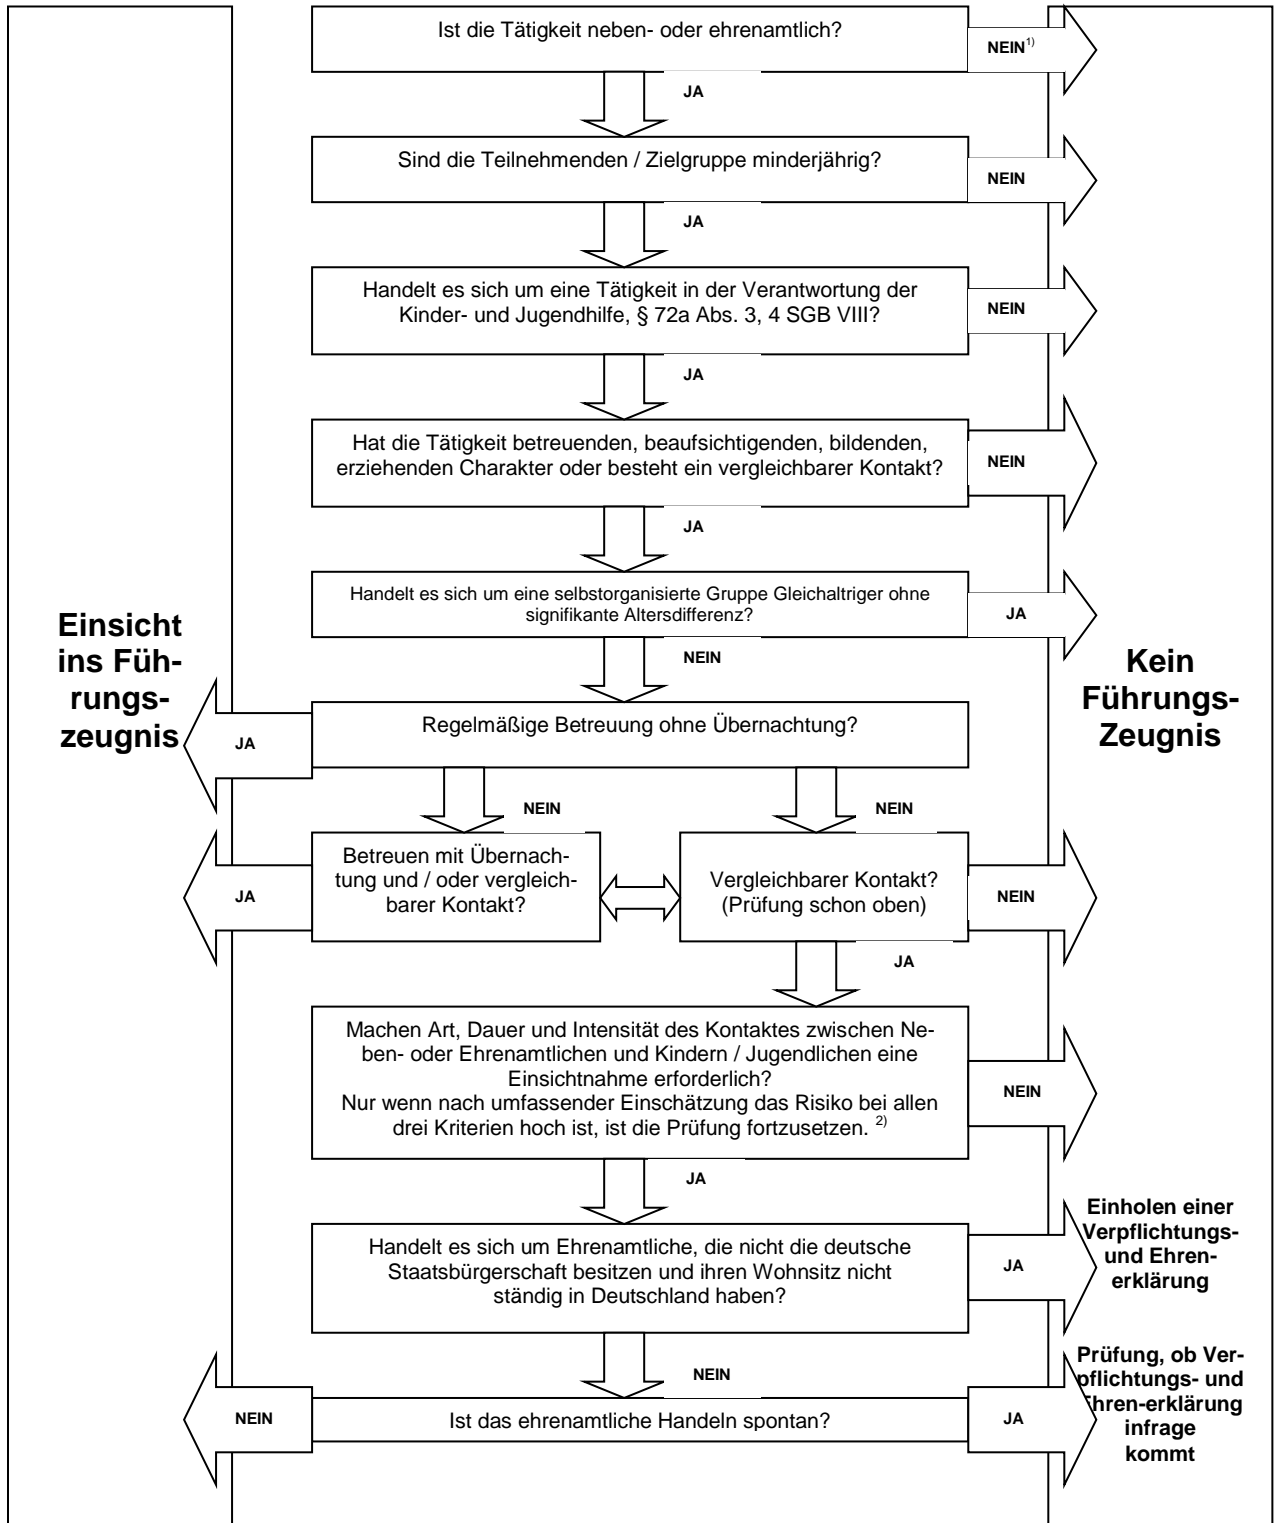 Ist die Tätigkeit neben- oder ehrenamtlich?
NEIN¹⁾
JA
Sind die Teilnehmenden / Zielgruppe minderjährig?
NEIN
JA
Handelt es sich um eine Tätigkeit in der Verantwortung der
Kinder- und Jugendhilfe, § 72a Abs. 3, 4 SGB VIII?
NEIN
JA
Hat die Tätigkeit betreuenden, beaufsichtigenden, bildenden,
erziehenden Charakter oder besteht ein vergleichbarer Kontakt?
NEIN
JA
Handelt es sich um eine selbstorganisierte Gruppe Gleichaltriger ohne
signifikante Altersdifferenz?
JA
NEIN
Einsicht
ins Füh-
rungs-
zeugnis
Kein
Führungs-
Zeugnis
Regelmäßige Betreuung ohne Übernachtung?
JA
NEIN
NEIN
Betreuen mit Übernach-
tung und / oder vergleich-
barer Kontakt?
JA
Vergleichbarer Kontakt?
(Prüfung schon oben)
NEIN
JA
Machen Art, Dauer und Intensität des Kontaktes zwischen Ne-
ben- oder Ehrenamtlichen und Kindern / Jugendlichen eine
Einsichtnahme erforderlich?
Nur wenn nach umfassender Einschätzung das Risiko bei allen
drei Kriterien hoch ist, ist die Prüfung fortzusetzen. ²⁾
NEIN
JA
Handelt es sich um Ehrenamtliche, die nicht die deutsche
Staatsbürgerschaft besitzen und ihren Wohnsitz nicht
ständig in Deutschland haben?
JA
Einholen einer
Verpflichtungs-
und Ehren-
erklärung
NEIN
Ist das ehrenamtliche Handeln spontan?
NEIN
JA
Prüfung, ob Ver-
pflichtungs- und
Ehren-erklärung
infrage
kommt